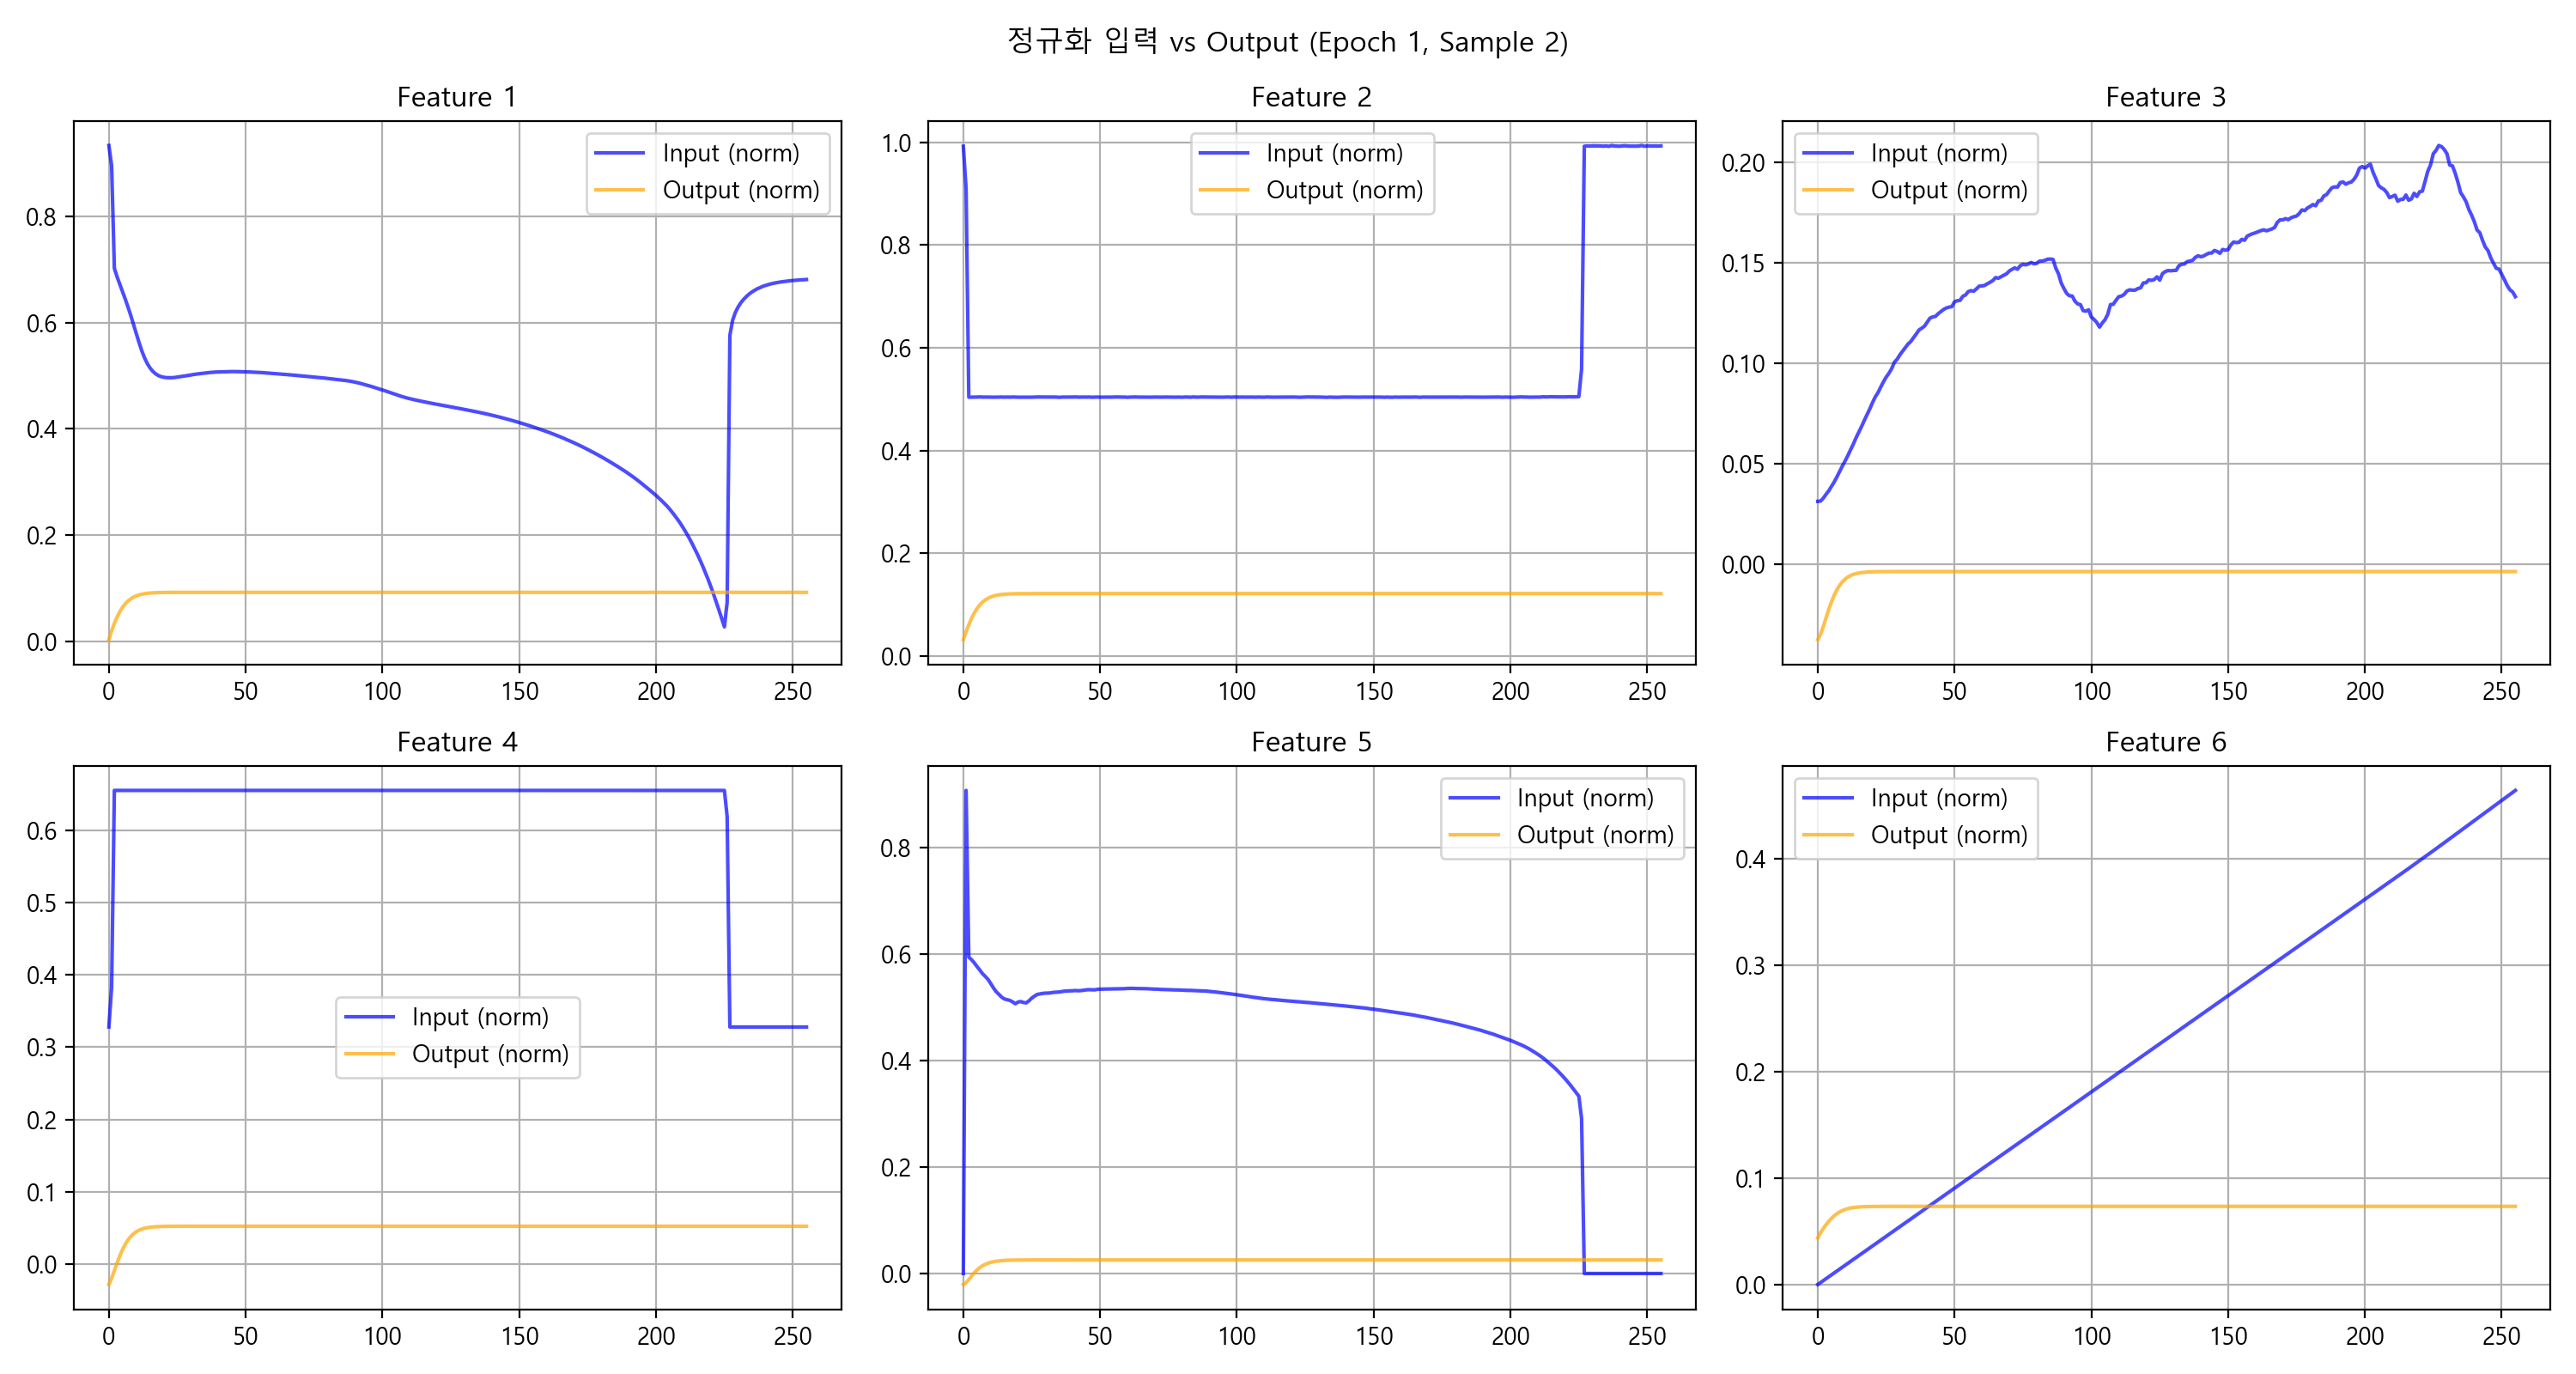 정규화 입력 vs Output (Epoch 1, Sample 2)
Feature 1
Input (norm)
Output (norm)
0.8
0.6
0.4
0.2
0.0
0 50 100 150 200 250
Feature 2
Input (norm)
Output (norm)
1.0
0.8
0.6
0.4
0.2
0.0
0 50 100 150 200 250
Feature 3
Input (norm)
Output (norm)
0.20
0.15
0.10
0.05
0.00
0 50 100 150 200 250
Feature 4
0.6
0.5
0.4
Input (norm)
0.3
Output (norm)
0.2
0.1
0.0
0 50 100 150 200 250
Feature 5
Input (norm)
Output (norm)
0.8
0.6
0.4
0.2
0.0
0 50 100 150 200 250
Feature 6
Input (norm)
Output (norm)
0.4
0.3
0.2
0.1
0.0
0 50 100 150 200 250